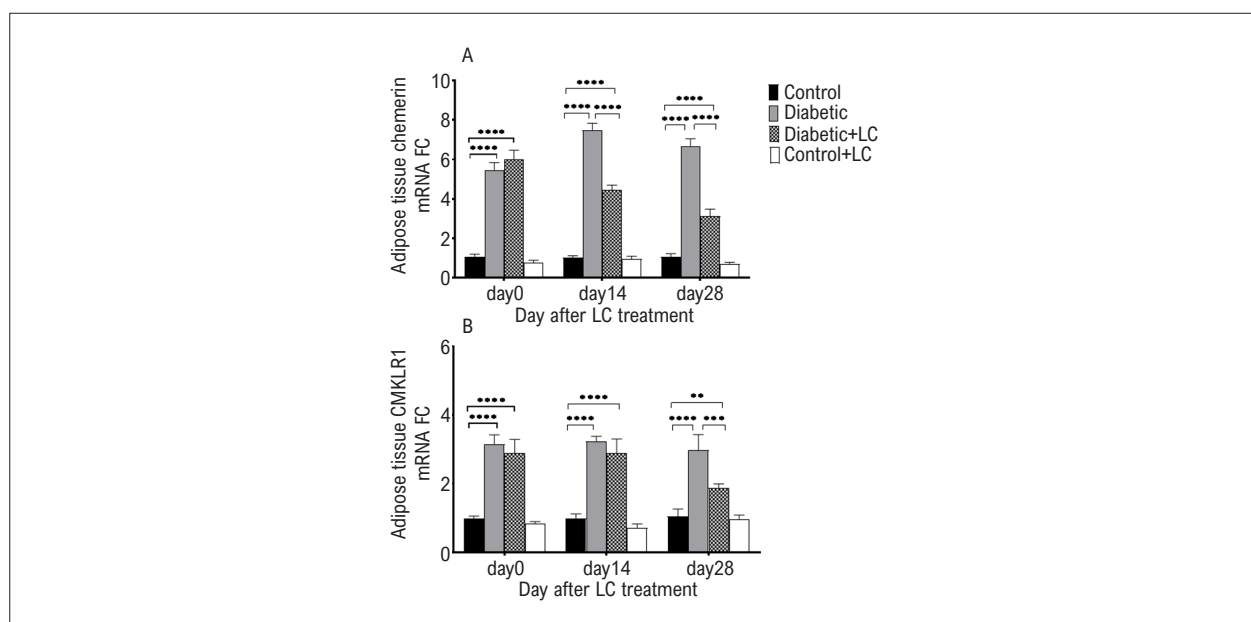 A
Adipose tissue chemerin
mRNA FC
10
8
6
4
2
0
**** **** **** **** **** **** **** ****
day0 day14 day28
Day after LC treatment
Control
Diabetic
Diabetic+LC
Control+LC
B
Adipose tissue CMKLR1
mRNA FC
6
4
2
0
**** **** **** **** ** **** ***
day0 day14 day28
Day after LC treatment